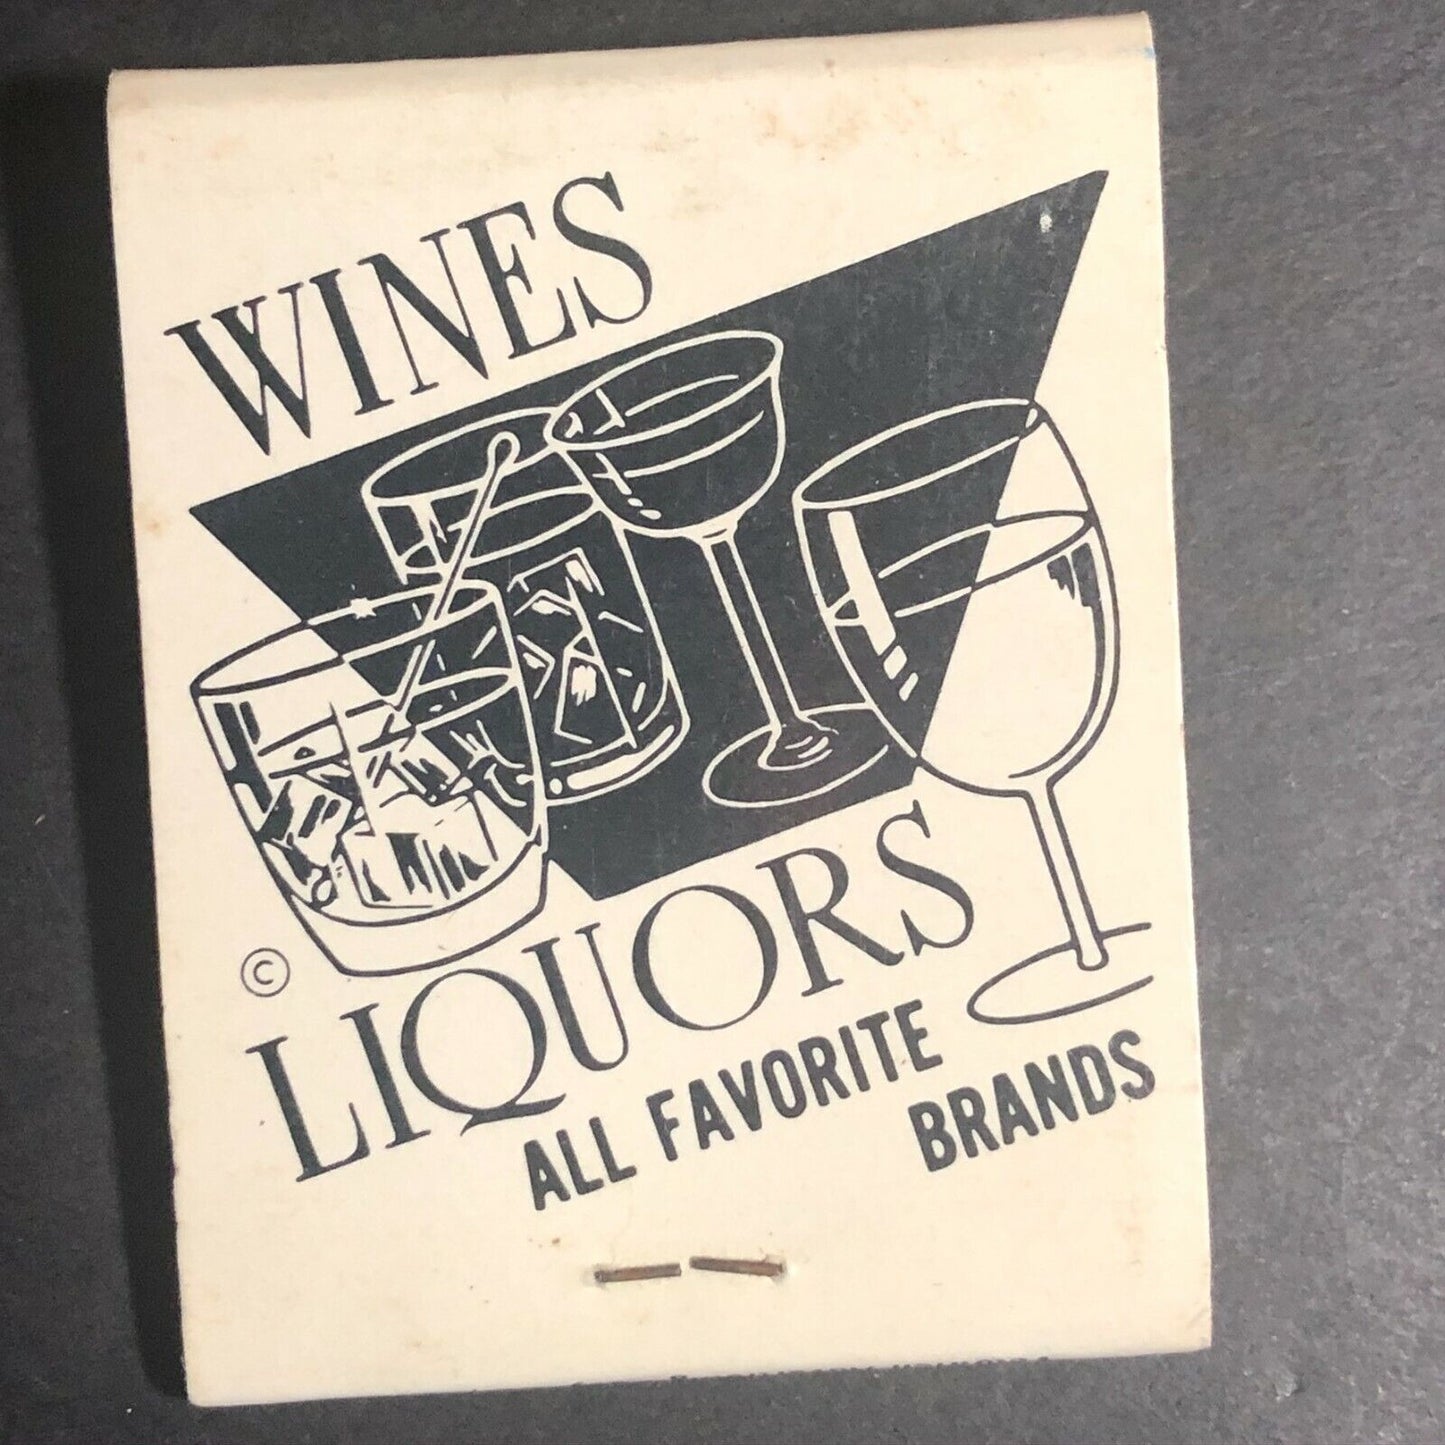 WINES
©
LIQUORS
ALL FAVORITE
BRANDS